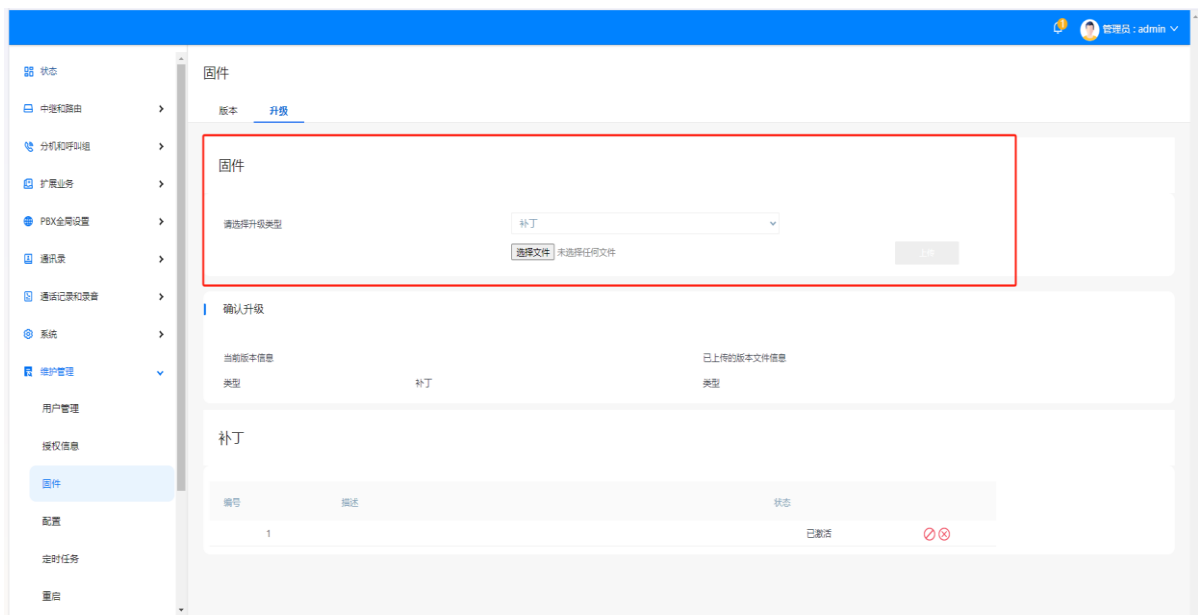 1
管理员 : admin
状态
中继和路由
分机和呼叫组
扩展业务
PBX全局设置
通讯录
通话记录和录音
系统
维护管理
用户管理
授权信息
固件
配置
定时任务
重启
固件
版本 升级
固件
请选择升级类型 补丁
选择文件 未选择任何文件 上传
确认升级
当前版本信息 已上传的版本文件信息
类型 补丁 类型
补丁
编号 描述 状态
1 已激活